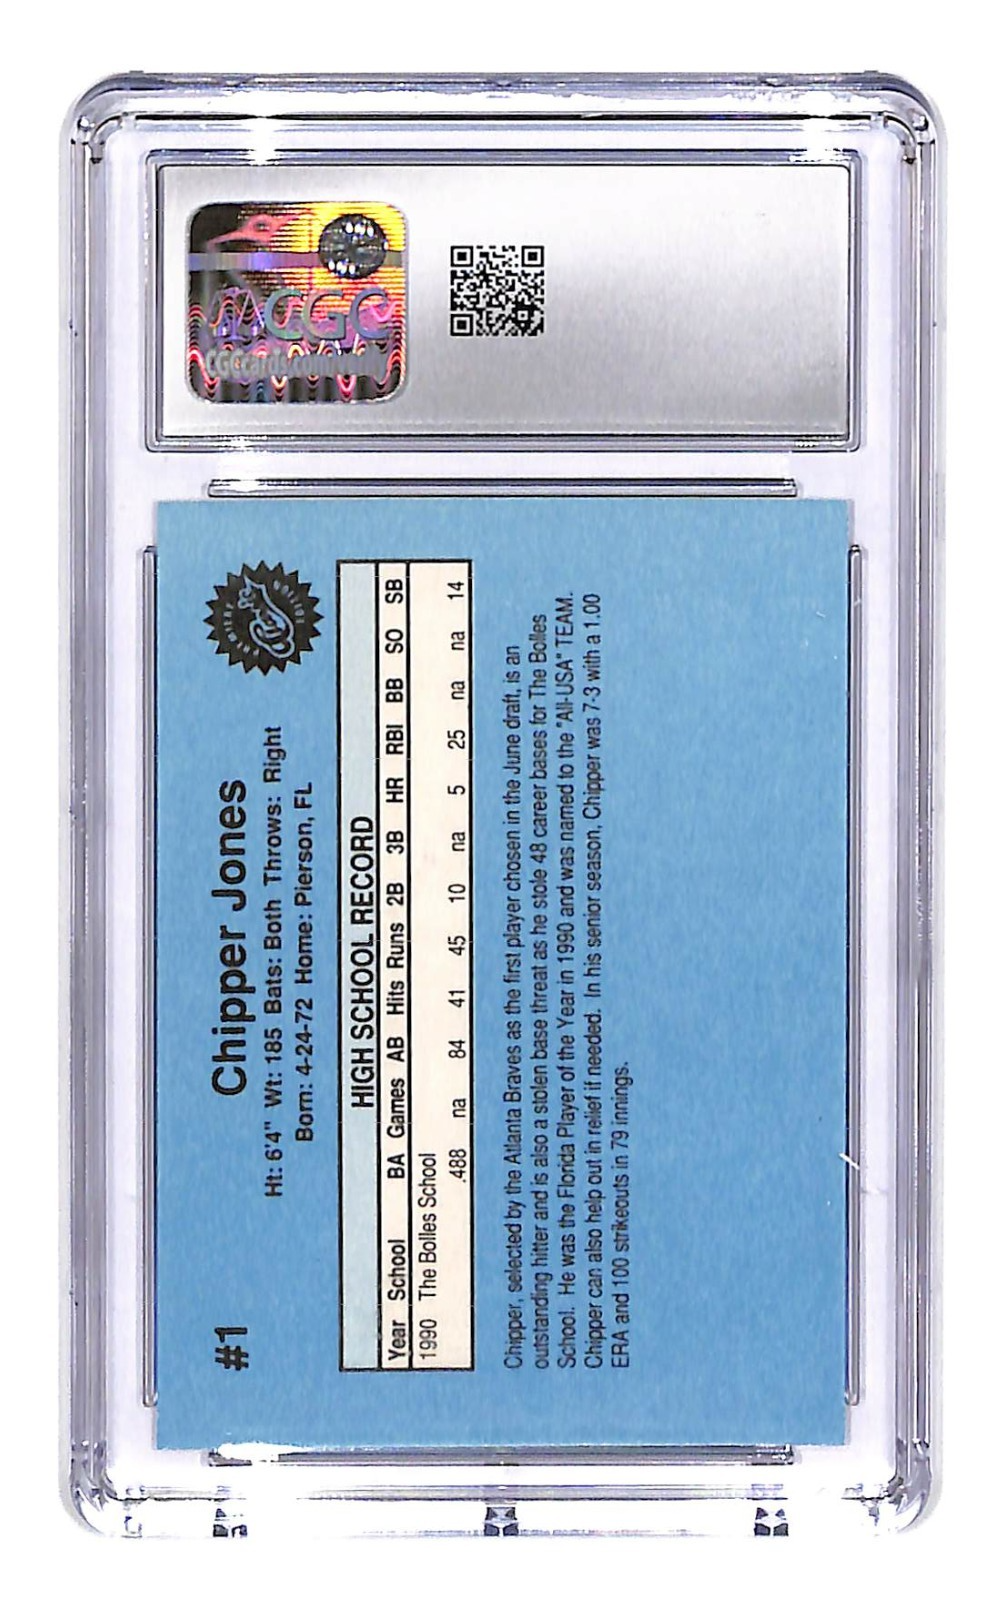 CGC
CGCcards.com
#1
Chipper Jones
Ht: 6'4" Wt: 185 Bats: Both Throws: Right
Born: 4-24-72 Home: Pierson, FL
PREMIERE EDITION
Classic
HIGH SCHOOL RECORD
Year School BA Games AB Hits Runs 2B 3B HR RBI BB SO SB
1990 The Bolles School
.488 na 84 41 45 10 na 5 25 na na 14
Chipper, selected by the Atlanta Braves as the first player chosen in the June draft, is an
outstanding hitter and is also a stolen base threat as he stole 48 career bases for The Bolles
School. He was the Florida Player of the Year in 1990 and was named to the "All-USA" TEAM.
Chipper can also help out in relief if needed. In his senior season, Chipper was 7-3 with a 1.00
ERA and 100 strikeouts in 79 innings.